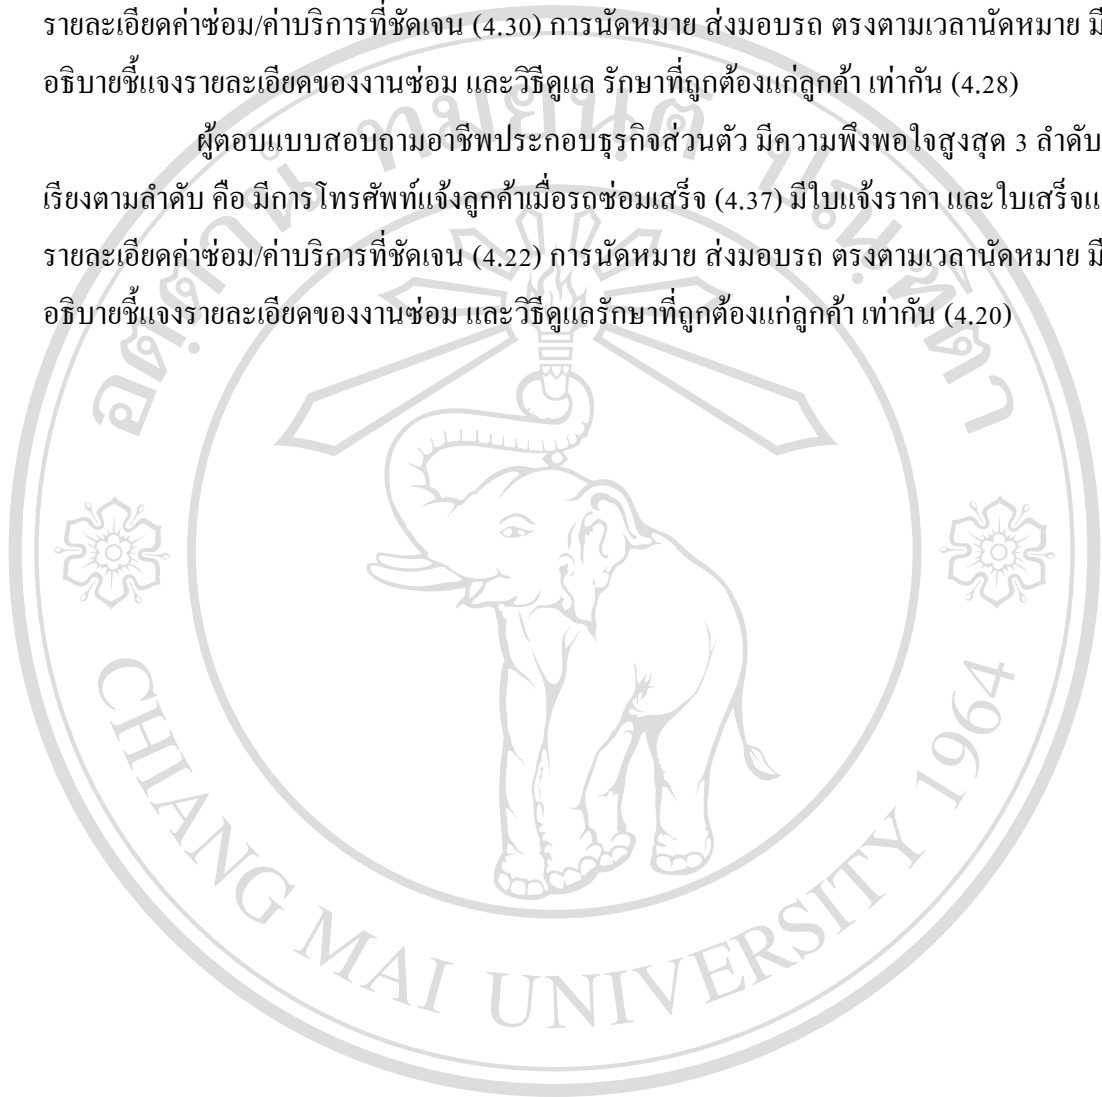 รายละเอียดค่าซ่อม/ค่าบริการที่ชัดเจน (4.30) การนัดหมาย ส่งมอบรถ ตรงตามเวลานัดหมาย มี
อธิบายชี้แจงรายละเอียดของงานซ่อม และวิธีดูแล รักษาที่ถูกต้องแก่ลูกค้า เท่ากัน (4.28)
ผู้ตอบแบบสอบถามอาชีพประกอบธุรกิจส่วนตัว มีความพึงพอใจสูงสุด 3 ลำดับ
เรียงตามลำดับ คือ มีการโทรศัพท์แจ้งลูกค้าเมื่อรถซ่อมเสร็จ (4.37) มีใบแจ้งราคา และใบเสร็จแ
รายละเอียดค่าซ่อม/ค่าบริการที่ชัดเจน (4.22) การนัดหมาย ส่งมอบรถ ตรงตามเวลานัดหมาย มี
อธิบายชี้แจงรายละเอียดของงานซ่อม และวิธีดูแลรักษาที่ถูกต้องแก่ลูกค้า เท่ากัน (4.20)
อตฺตานํ ทมยนฺติ ปณฺฑิตา
CHIANG MAI UNIVERSITY 1964